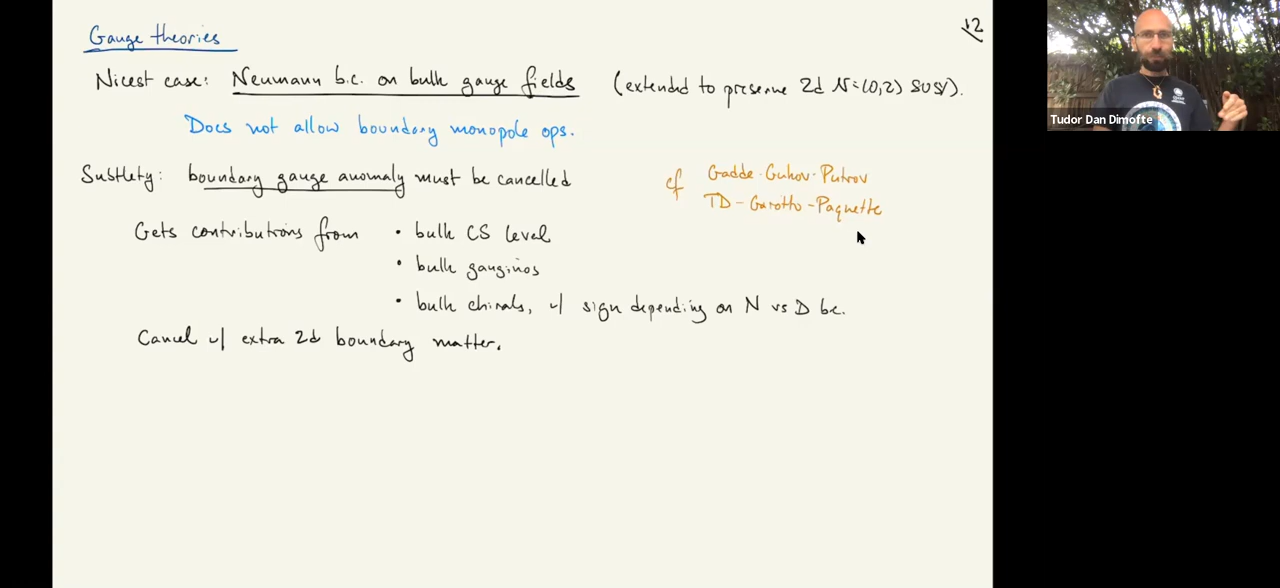 12
Gauge theories
Nicest case: Neumann b.c. on bulk gauge fields (extended to preserve 2d N=(0,2) SUSY).
Does not allow boundary monopole ops.
Subtlety: boundary gauge anomaly must be cancelled
cf Gadde-Gukov-Putrov
TD-Gaiotto-Paquette
Gets contributions from • bulk CS level
• bulk gauginos
• bulk chirals, w/ sign depending on N vs D bc.
Cancel w/ extra 2d boundary matter.
Tudor Dan Dimofte